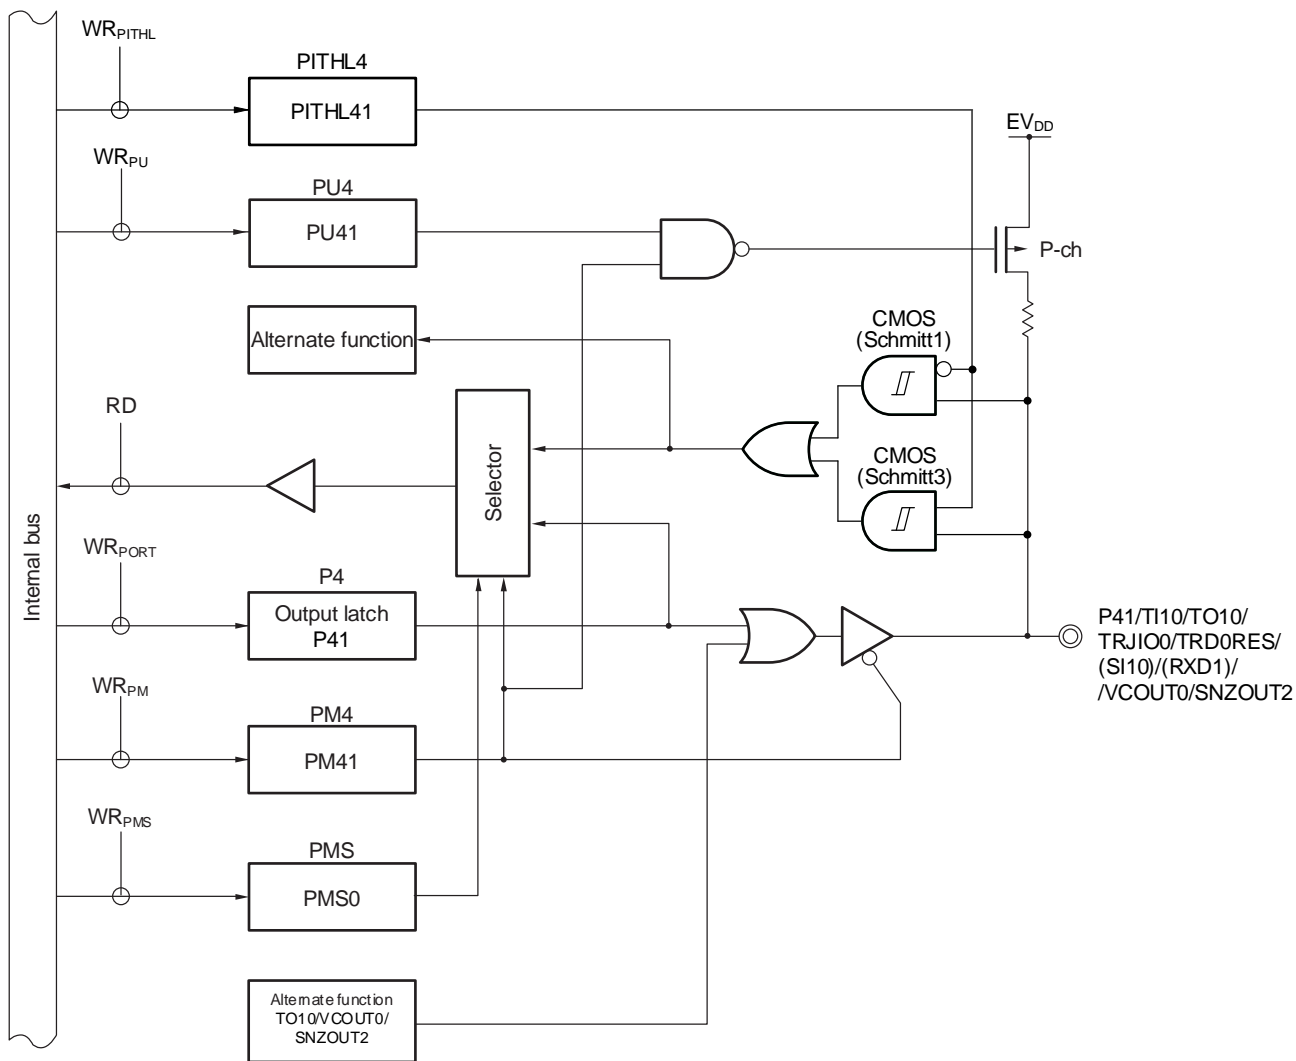 WRPITHL
PITHL4
PITHL41
EVDD
WRPU
PU4
PU41
P-ch
Alternate function
CMOS
(Schmitt1)
RD
Selector
CMOS
(Schmitt3)
Internal bus
WRPORT
P4
Output latch
P41
P41/TI10/TO10/
TRJIO0/TRD0RES/
(SI10)/(RXD1)/
/VCOUT0/SNZOUT2
WRPM
PM4
PM41
WRPMS
PMS
PMS0
Alternate function
TO10/VCOUT0/
SNZOUT2